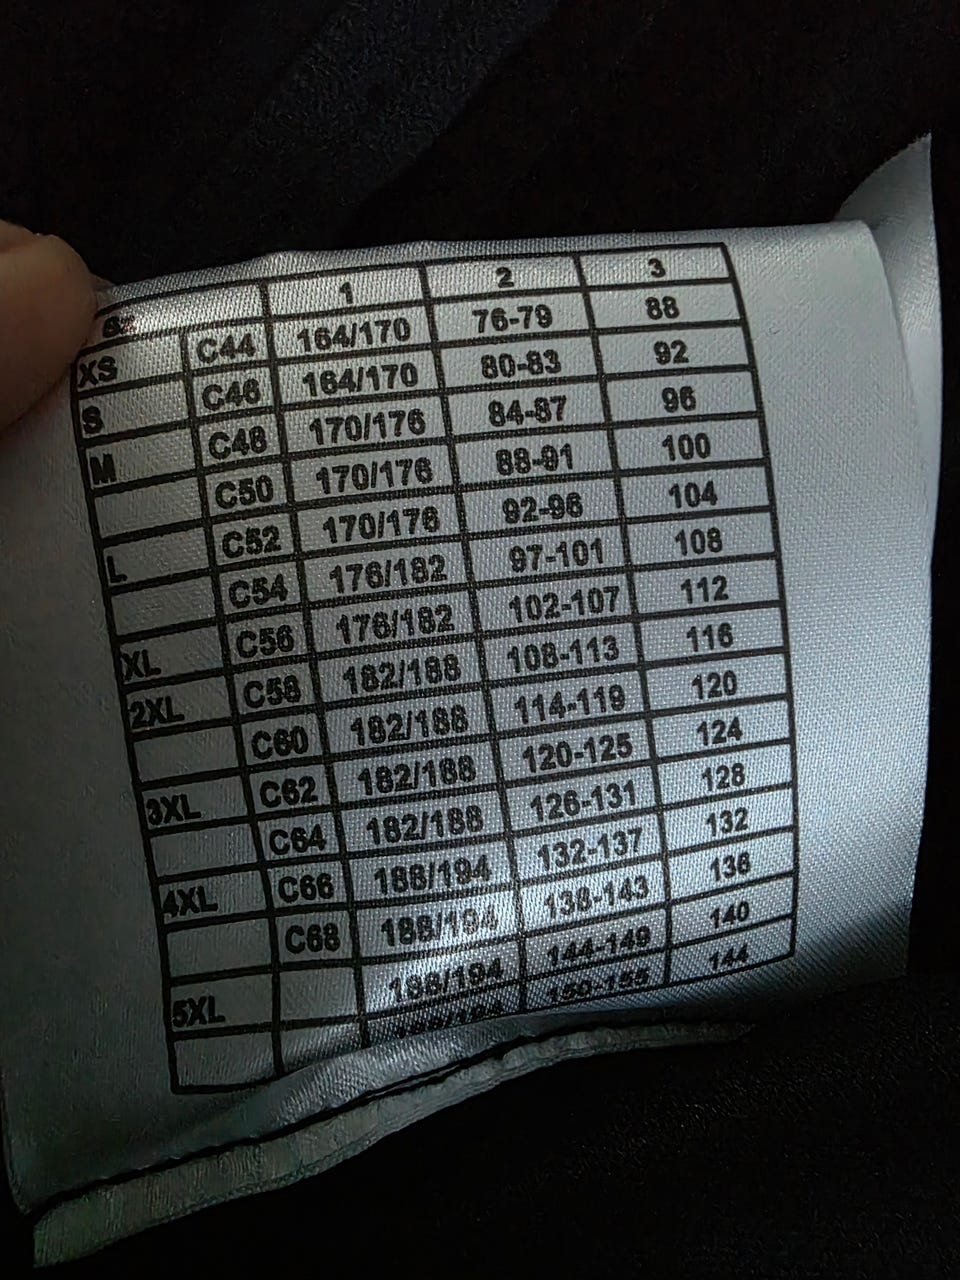 1 2 3
XS C44 164/170 76-79 88
S C46 164/170 80-83 92
M C48 170/176 84-87 96
C50 170/176 88-91 100
L C52 170/176 92-96 104
C54 176/182 97-101 108
XL C56 176/182 102-107 112
2XL C58 182/188 108-113 116
C60 182/188 114-119 120
3XL C62 182/188 120-125 124
C64 182/188 126-131 128
4XL C66 188/194 132-137 132
C68 188/194 138-143 136
5XL 188/194 144-149 140
188/194 150-155 144